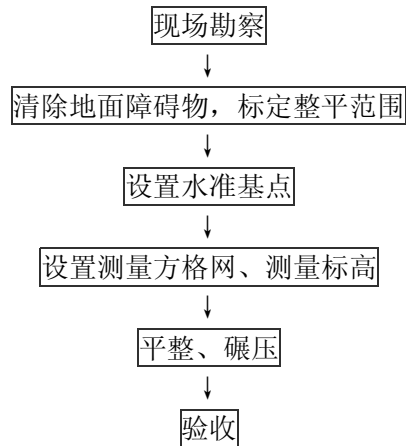 现场勘察
清除地面障碍物，标定整平范围
设置水准基点
设置测量方格网、测量标高
平整、碾压
验收